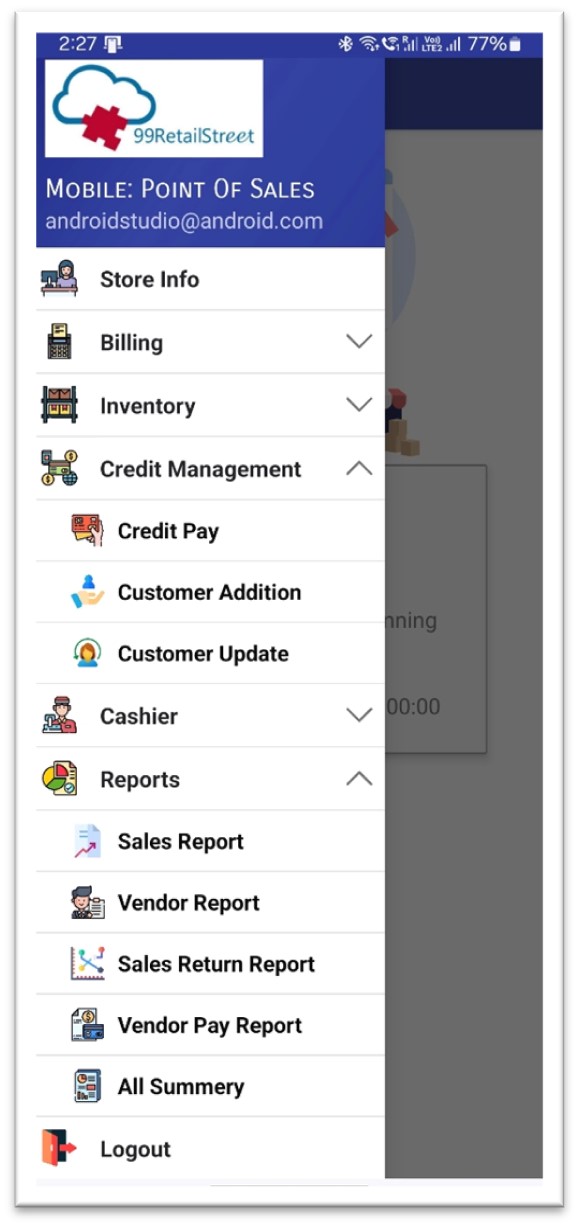 2:27 77%
99RetailStreet
MOBILE: POINT OF SALES
androidstudio@android.com
Store Info
Billing
Inventory
Credit Management
Credit Pay
Customer Addition
nning
Customer Update
Cashier
00:00
Reports
Sales Report
Vendor Report
Sales Return Report
Vendor Pay Report
All Summery
Logout